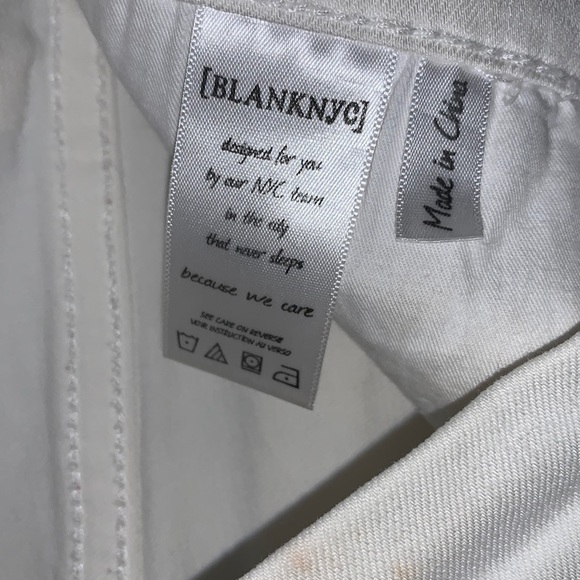 [BLANKNYC]
designed for you
by our N.Y.C. team
in the city
that never sleeps
because we care
SEE CARE ON REVERSE
VOIR INSTRUCTION AU VERSO
Made in China